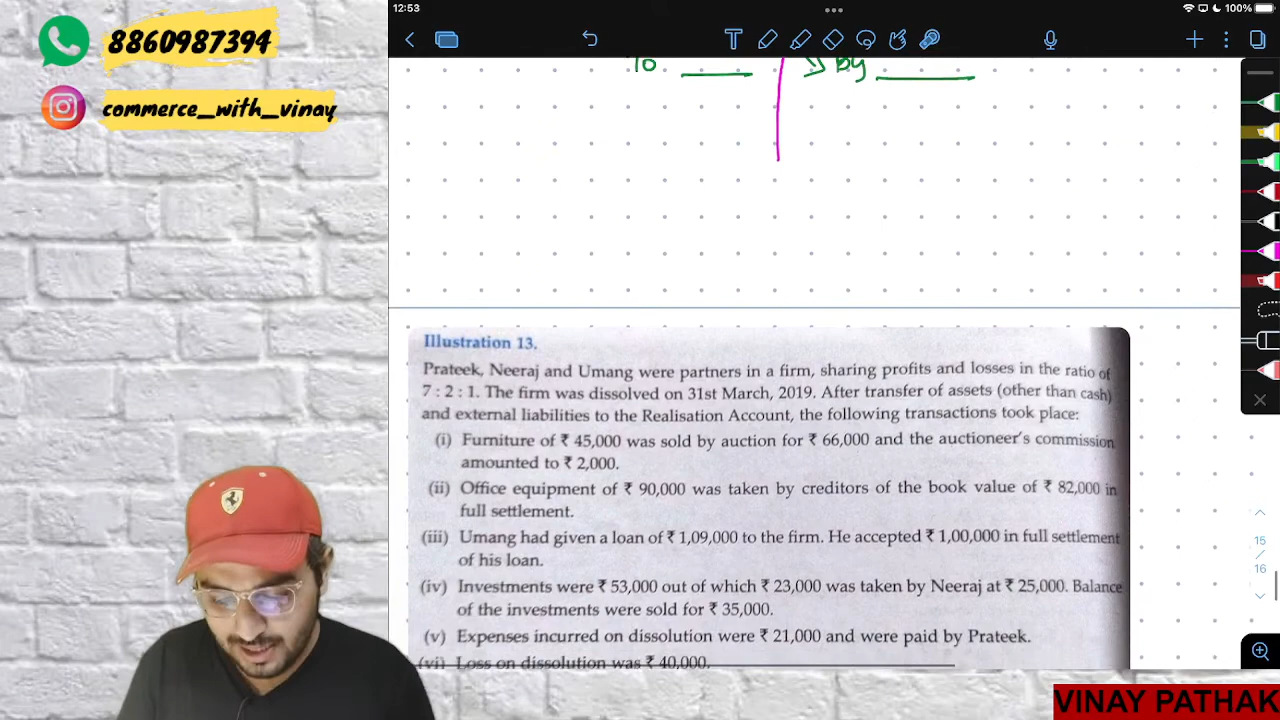 8860987394
commerce_with_vinay
12:53
100%
To
By
Illustration 13.
Prateek, Neeraj and Umang were partners in a firm, sharing profits and losses in the ratio of
7 : 2 : 1. The firm was dissolved on 31st March, 2019. After transfer of assets (other than cash)
and external liabilities to the Realisation Account, the following transactions took place:
(i) Furniture of ₹ 45,000 was sold by auction for ₹ 66,000 and the auctioneer's commission
amounted to ₹ 2,000.
(ii) Office equipment of ₹ 90,000 was taken by creditors of the book value of ₹ 82,000 in
full settlement.
(iii) Umang had given a loan of ₹ 1,09,000 to the firm. He accepted ₹ 1,00,000 in full settlement
of his loan.
(iv) Investments were ₹ 53,000 out of which ₹ 23,000 was taken by Neeraj at ₹ 25,000. Balance
of the investments were sold for ₹ 35,000.
(v) Expenses incurred on dissolution were ₹ 21,000 and were paid by Prateek.
(vi) Loss on dissolution was ₹ 40,000.
15
/
16
VINAY PATHAK